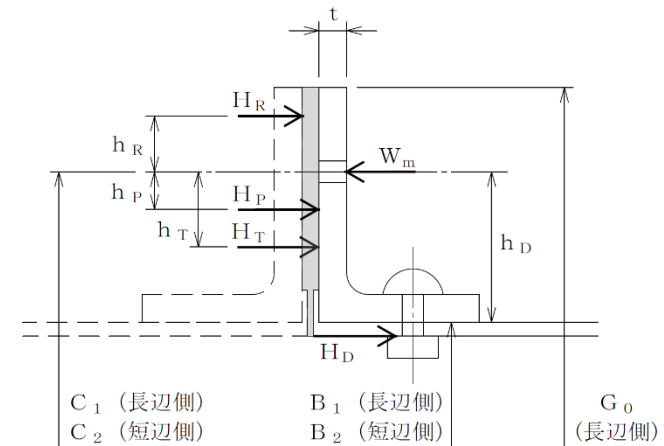 t
H R
W m
h R
h P
H P
h T
H T
h D
H D
C 1 (長辺側)
C 2 (短辺側)
B 1 (長辺側)
B 2 (短辺側)
G 0
(長辺側)